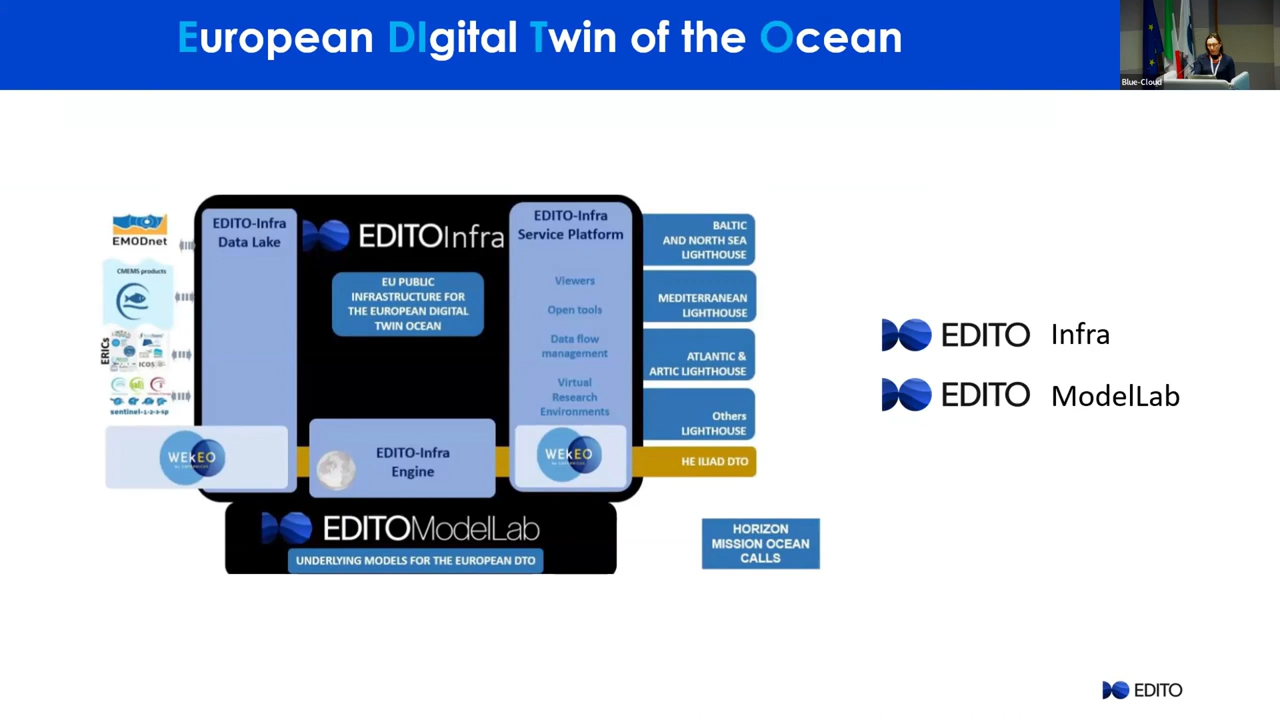 European DIgital Twin of the Ocean
Blue-Cloud
EMODnet
CMEMS products
ERICs
ICOS
sentinel-1-2-3-5p
EDITO-Infra
Data Lake
EDITOInfra
EU PUBLIC
INFRASTRUCTURE FOR
THE EUROPEAN DIGITAL
TWIN OCEAN
EDITO-Infra
Service Platform
Viewers
Open tools
Data flow
management
Virtual
Research
Environments
BALTIC
AND NORTH SEA
LIGHTHOUSE
MEDITERRANEAN
LIGHTHOUSE
ATLANTIC &
ARTIC LIGHTHOUSE
Others
LIGHTHOUSE
HE ILIAD DTO
WEkEO
EDITO-Infra
Engine
WEkEO
EDITOModelLab
UNDERLYING MODELS FOR THE EUROPEAN DTO
HORIZON
MISSION OCEAN
CALLS
EDITO Infra
EDITO ModelLab
EDITO